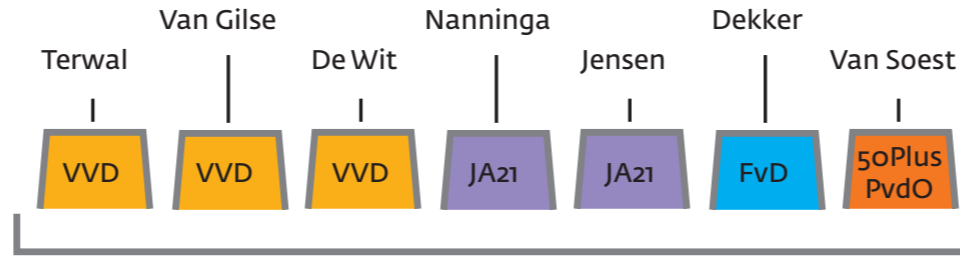 Van Gilse Nanninga Dekker
Terwal De Wit Jensen Van Soest
VVD VVD VVD JA21 JA21 FvD 50Plus
PvdO